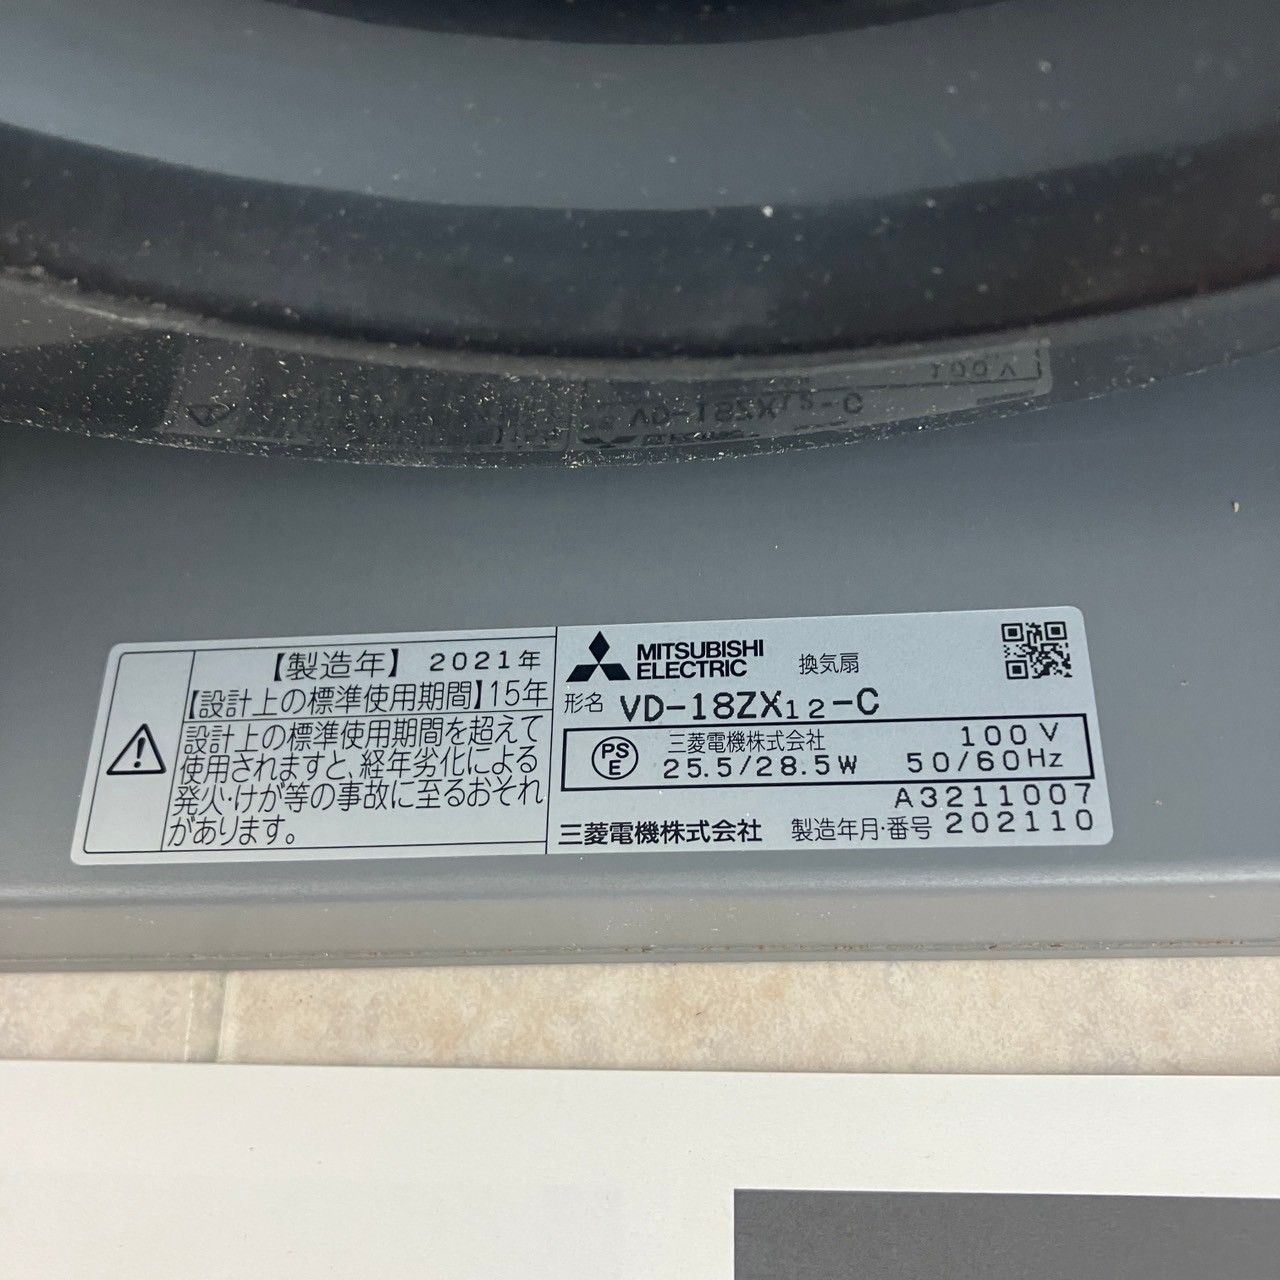 【製造年】 2021年
【設計上の標準使用期間】15年
設計上の標準使用期間を超えて
使用されますと、経年劣化による
発火・けが等の事故に至るおそれ
があります。
MITSUBISHI
ELECTRIC
換気扇
形名 VD-18ZX12-C
PS
E
三菱電機株式会社 100V
25.5/28.5W 50/60Hz
A3211007
三菱電機株式会社 製造年月・番号 202110
100V
VD-18ZX12-C